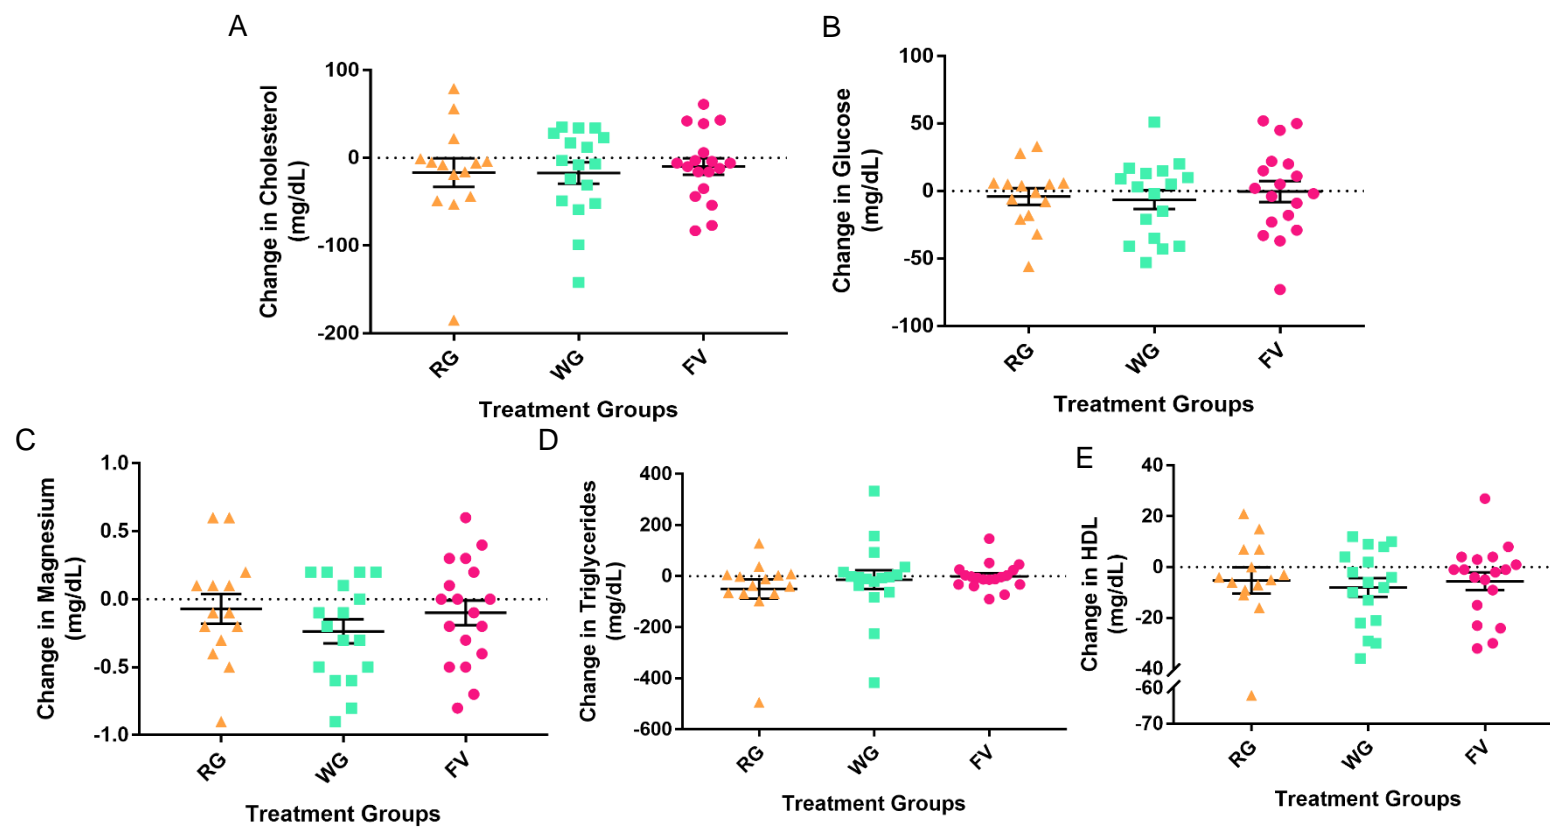 A
Change in Cholesterol
(mg/dL)
100
0
-100
-200
RG
WG
FV
Treatment Groups
B
Change in Glucose
(mg/dL)
100
50
0
-50
-100
RG
WG
FV
Treatment Groups
C
Change in Magnesium
(mg/dL)
1.0
0.5
0.0
-0.5
-1.0
RG
WG
FV
Treatment Groups
D
Change in Triglycerides
(mg/dL)
400
200
0
-200
-400
-600
RG
WG
FV
Treatment Groups
E
Change in HDL
(mg/dL)
40
20
0
-20
-40
-60
-70
RG
WG
FV
Treatment Groups